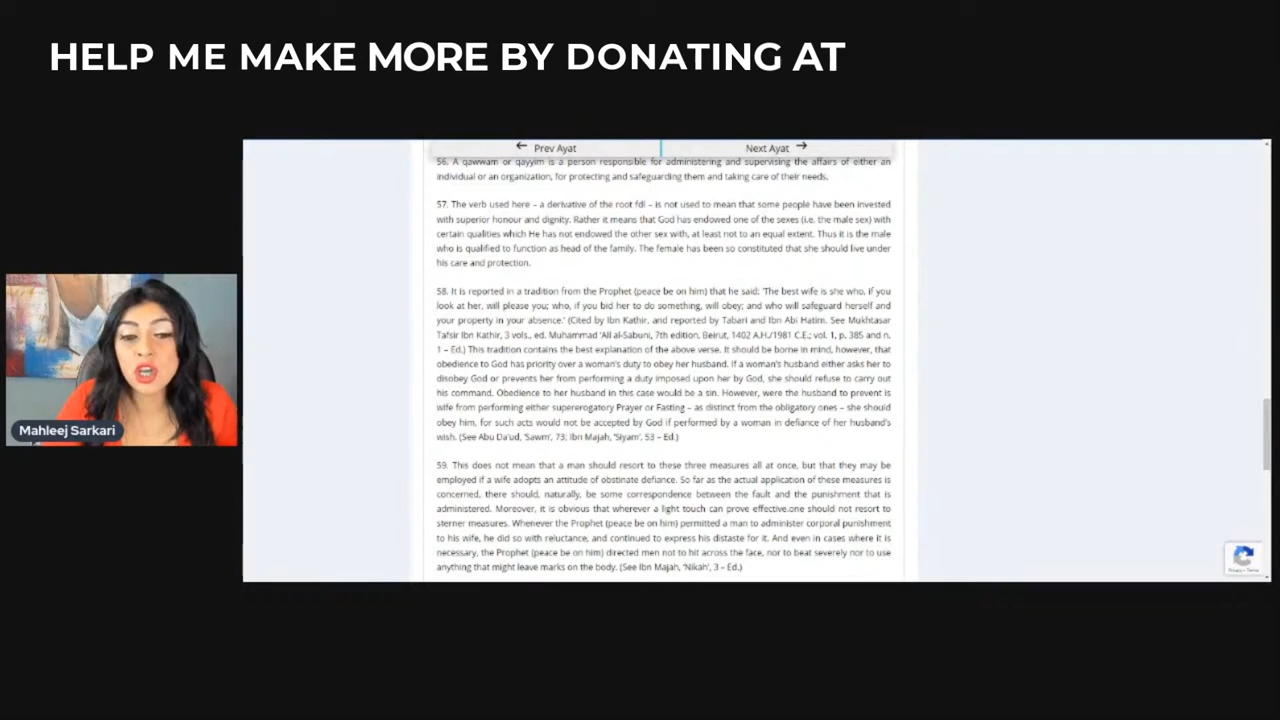 HELP ME MAKE MORE BY DONATING AT
← Prev Ayat
Next Ayat →
56. A qawwam or qayyim is a person responsible for administering and supervising the affairs of either an
individual or an organization, for protecting and safeguarding them and taking care of their needs.
57. The verb used here – a derivative of the root fdl – is not used to mean that some people have been invested
with superior honour and dignity. Rather it means that God has endowed one of the sexes (i.e. the male sex) with
certain qualities which He has not endowed the other sex with, at least not to an equal extent. Thus it is the male
who is qualified to function as head of the family. The female has been so constituted that she should live under
his care and protection.
58. It is reported in a tradition from the Prophet (peace be on him) that he said: 'The best wife is she who, if you
look at her, will please you; who, if you bid her to do something, will obey; and who will safeguard herself and
your property in your absence.' (Cited by Ibn Kathir, and reported by Tabari and Ibn Abi Hatim. See Mukhtasar
Tafsir Ibn Kathir, 3 vols., ed. Muhammad 'Ali al-Sabuni, 7th edition, Beirut, 1402 A.H./1981 C.E.; vol. 1, p. 385 and n.
1 – Ed.) This tradition contains the best explanation of the above verse. It should be borne in mind, however, that
obedience to God has priority over a woman's duty to obey her husband. If a woman's husband either asks her to
disobey God or prevents her from performing a duty imposed upon her by God, she should refuse to carry out
his command. Obedience to her husband in this case would be a sin. However, were the husband to prevent is
wife from performing either supererogatory Prayer or Fasting – as distinct from the obligatory ones – she should
obey him, for such acts would not be accepted by God if performed by a woman in defiance of her husband's
wish. (See Abu Da'ud, 'Sawm', 73; Ibn Majah, 'Siyam', 53 – Ed.)
59. This does not mean that a man should resort to these three measures all at once, but that they may be
employed if a wife adopts an attitude of obstinate defiance. So far as the actual application of these measures is
concerned, there should, naturally, be some correspondence between the fault and the punishment that is
administered. Moreover, it is obvious that wherever a light touch can prove effective.one should not resort to
sterner measures. Whenever the Prophet (peace be on him) permitted a man to administer corporal punishment
to his wife, he did so with reluctance, and continued to express his distaste for it. And even in cases where it is
necessary, the Prophet (peace be on him) directed men not to hit across the face, nor to beat severely nor to use
anything that might leave marks on the body. (See Ibn Majah, 'Nikah', 3 – Ed.)
Mahleej Sarkari
Privacy - Terms